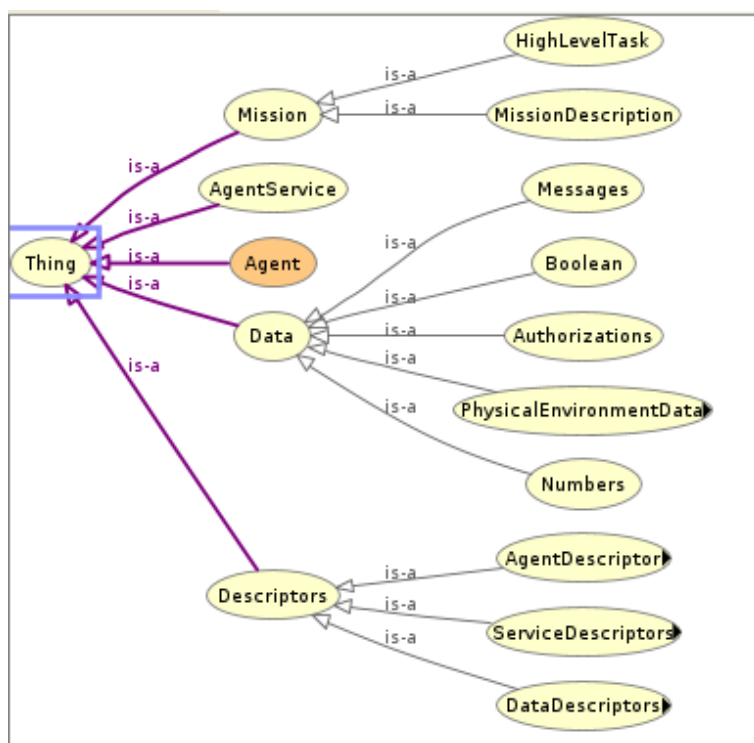 HighLevelTask
is-a
is-a
Mission
MissionDescription
is-a
AgentService
Messages
is-a
is-a
Thing
is-a
Agent
Boolean
is-a
is-a
Data
is-a
Authorizations
is-a
is-a
PhysicalEnvironmentData
is-a
Numbers
AgentDescriptor
is-a
Descriptors
is-a
ServiceDescriptors
is-a
DataDescriptors